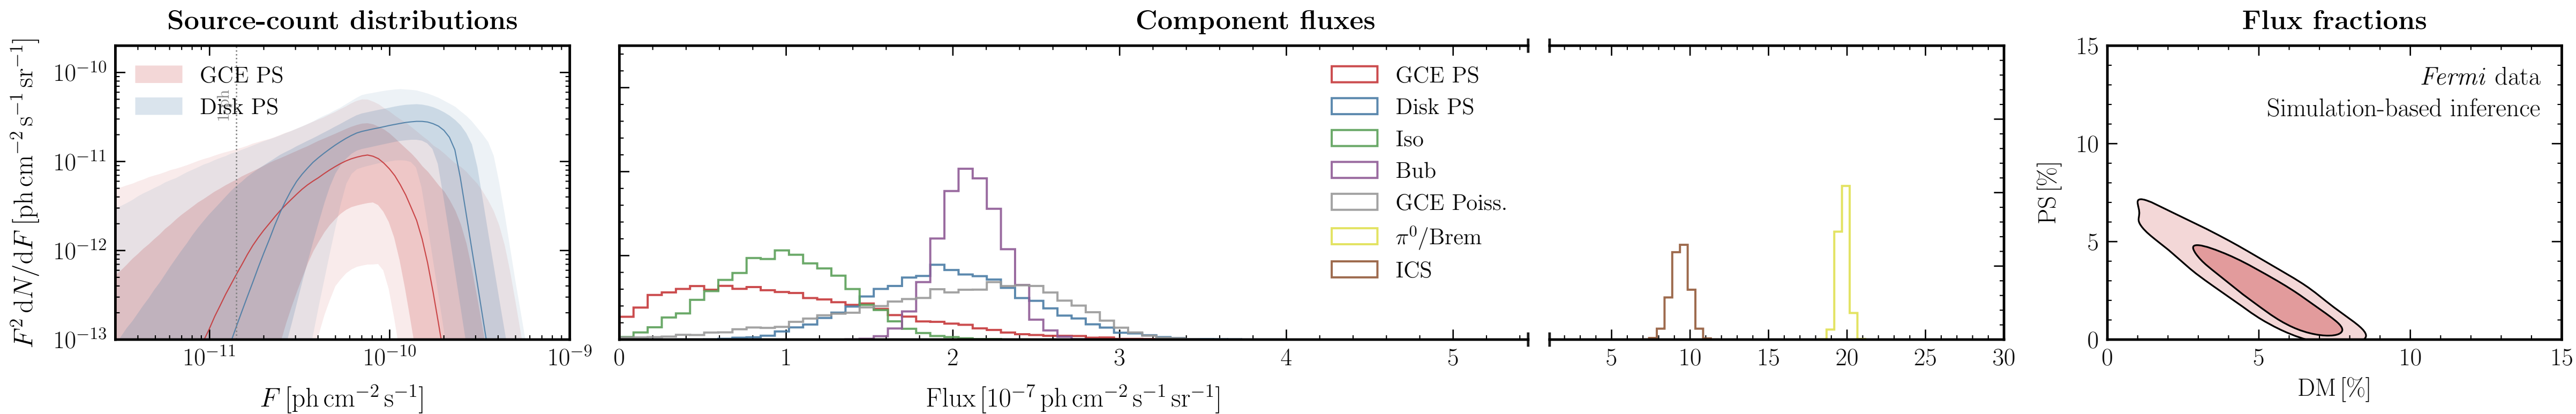 Source-count distributions
F² dN/dF [ph cm⁻² s⁻¹ sr⁻¹]
10⁻¹⁰
10⁻¹¹
10⁻¹²
10⁻¹³
GCE PS
Disk PS
10⁻¹¹ 10⁻¹⁰ 10⁻⁹
F [ph cm⁻² s⁻¹]
Component fluxes
GCE PS
Disk PS
Iso
Bub
GCE Poiss.
π⁰/Brem
ICS
0 1 2 3 4 5
5 10 15 20 25 30
Flux [10⁻⁷ ph cm⁻² s⁻¹ sr⁻¹]
Flux fractions
PS [%]
15
10
5
0
Fermi data
Simulation-based inference
0 5 10 15
DM [%]